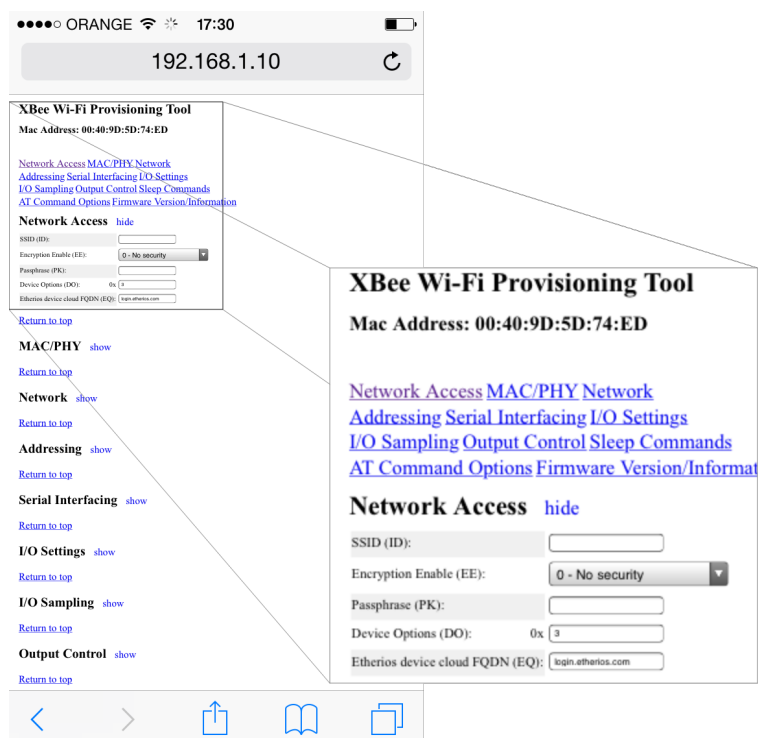 ORANGE 17:30
192.168.1.10
XBee Wi-Fi Provisioning Tool
Mac Address: 00:40:9D:5D:74:ED
Network Access MAC/PHY Network
Addressing Serial Interfacing I/O Settings
I/O Sampling Output Control Sleep Commands
AT Command Options Firmware Version/Information
Network Access hide
SSID (ID):
Encryption Enable (EE): 0 - No security
Passphrase (PK):
Device Options (DO): 0x 3
Etherios device cloud FQDN (EQ): login.etherios.com
Return to top
MAC/PHY show
Return to top
Network show
Return to top
Addressing show
Return to top
Serial Interfacing show
Return to top
I/O Settings show
Return to top
I/O Sampling show
Return to top
Output Control show
Return to top
XBee Wi-Fi Provisioning Tool
Mac Address: 00:40:9D:5D:74:ED
Network Access MAC/PHY Network
Addressing Serial Interfacing I/O Settings
I/O Sampling Output Control Sleep Commands
AT Command Options Firmware Version/Informat
Network Access hide
SSID (ID):
Encryption Enable (EE): 0 - No security
Passphrase (PK):
Device Options (DO): 0x 3
Etherios device cloud FQDN (EQ): login.etherios.com